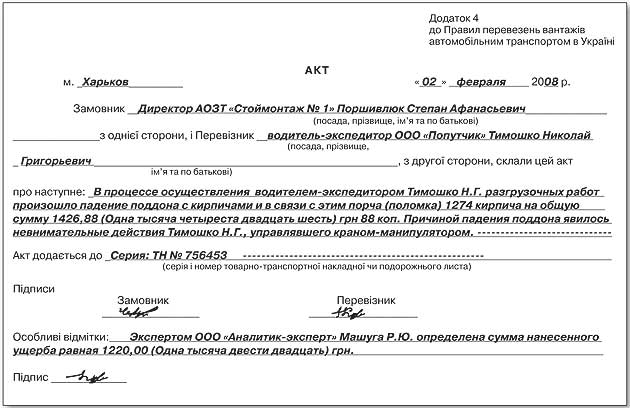 Додаток 4
до Правил перевезень вантажів
автомобільним транспортом в Україні
АКТ
м. Харьков « 02 » февраля 2008 р.
Замовник Директор АОЗТ «Стоймонтаж № 1» Поршивлюк Степан Афанасьевич
(посада, прізвище, ім’я та по батькові)
з однієї сторони, і Перевізник водитель-экспедитор ООО «Попутчик» Тимошко Николай
(посада, прізвище,
Григорьевич , з другої сторони, склали цей акт
ім’я та по батькові)
про наступне: В процессе осуществления водителем-экспедитором Тимошко Н.Г. разгрузочных работ
произошло падение поддона с кирпичами и в связи с этим порча (поломка) 1274 кирпича на общую
сумму 1426,88 (Одна тысяча четыреста двадцать шесть) грн 88 коп. Причиной падения поддона явилось
невнимательные действия Тимошко Н.Г., управлявшего краном-манипулятором. ------------------------
Акт додається до Серия: ТН № 756453 ------------------------------------------------
(серія і номер товарно-транспортної накладної чи подорожнього листа)
Підписи
Замовник Перевізник
Особливі відмітки: Экспертом ООО «Аналитик-эксперт» Машуга Р.Ю. определена сумма нанесенного
ущерба равная 1220,00 (Одна тысяча двести двадцать) грн.
Підпис